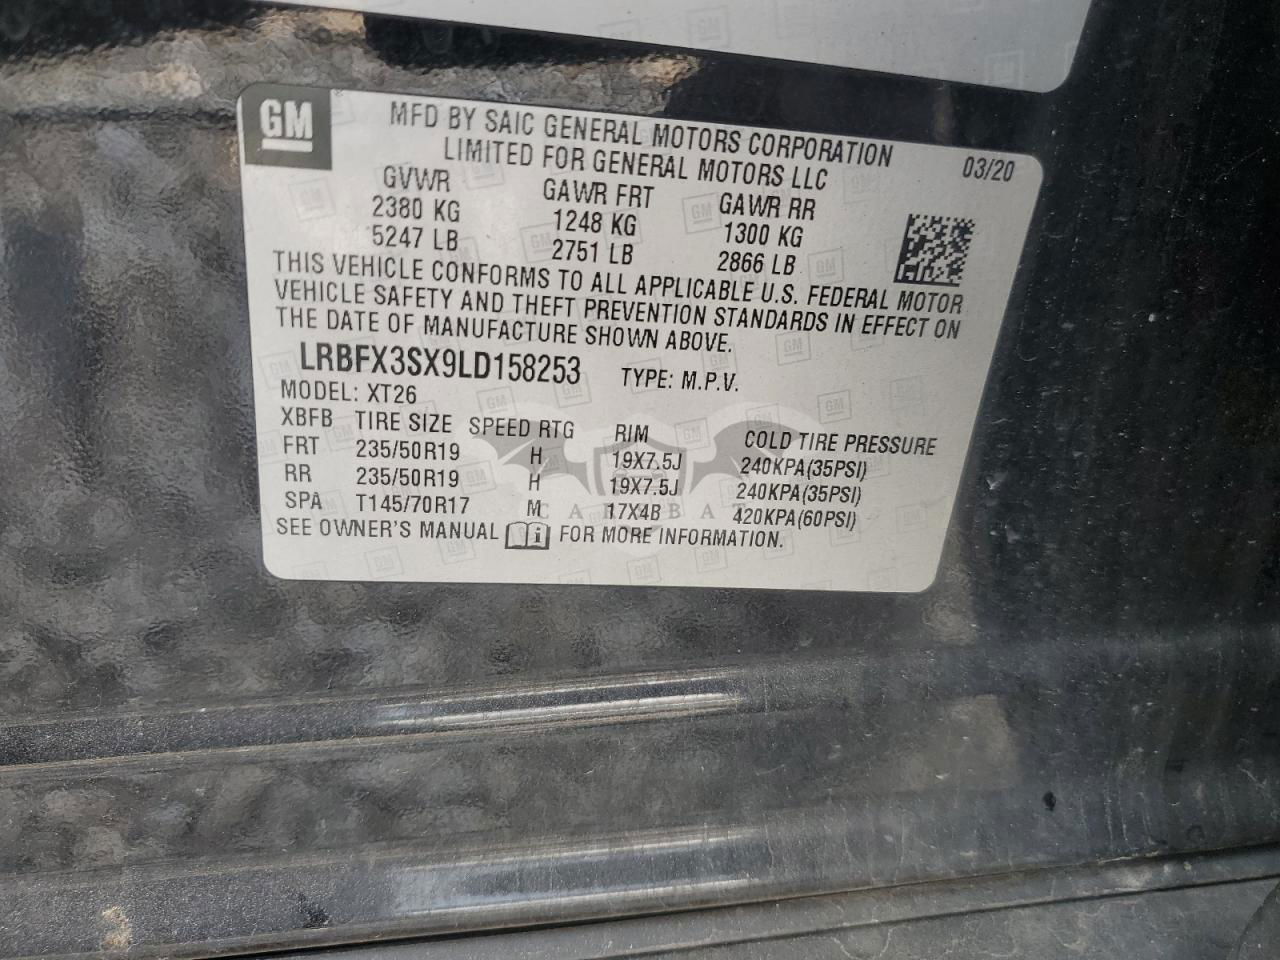 GM
MFD BY SAIC GENERAL MOTORS CORPORATION
LIMITED FOR GENERAL MOTORS LLC
03/20
GVWR GAWR FRT GAWR RR
2380 KG 1248 KG 1300 KG
5247 LB 2751 LB 2866 LB
THIS VEHICLE CONFORMS TO ALL APPLICABLE U.S. FEDERAL MOTOR
VEHICLE SAFETY AND THEFT PREVENTION STANDARDS IN EFFECT ON
THE DATE OF MANUFACTURE SHOWN ABOVE.
LRBFX3SX9LD158253 TYPE: M.P.V.
MODEL: XT26
XBFB TIRE SIZE SPEED RTG RIM COLD TIRE PRESSURE
FRT 235/50R19 H 19X7.5J 240KPA(35PSI)
RR 235/50R19 H 19X7.5J 240KPA(35PSI)
SPA T145/70R17 M 17X4B 420KPA(60PSI)
SEE OWNER'S MANUAL i FOR MORE INFORMATION.